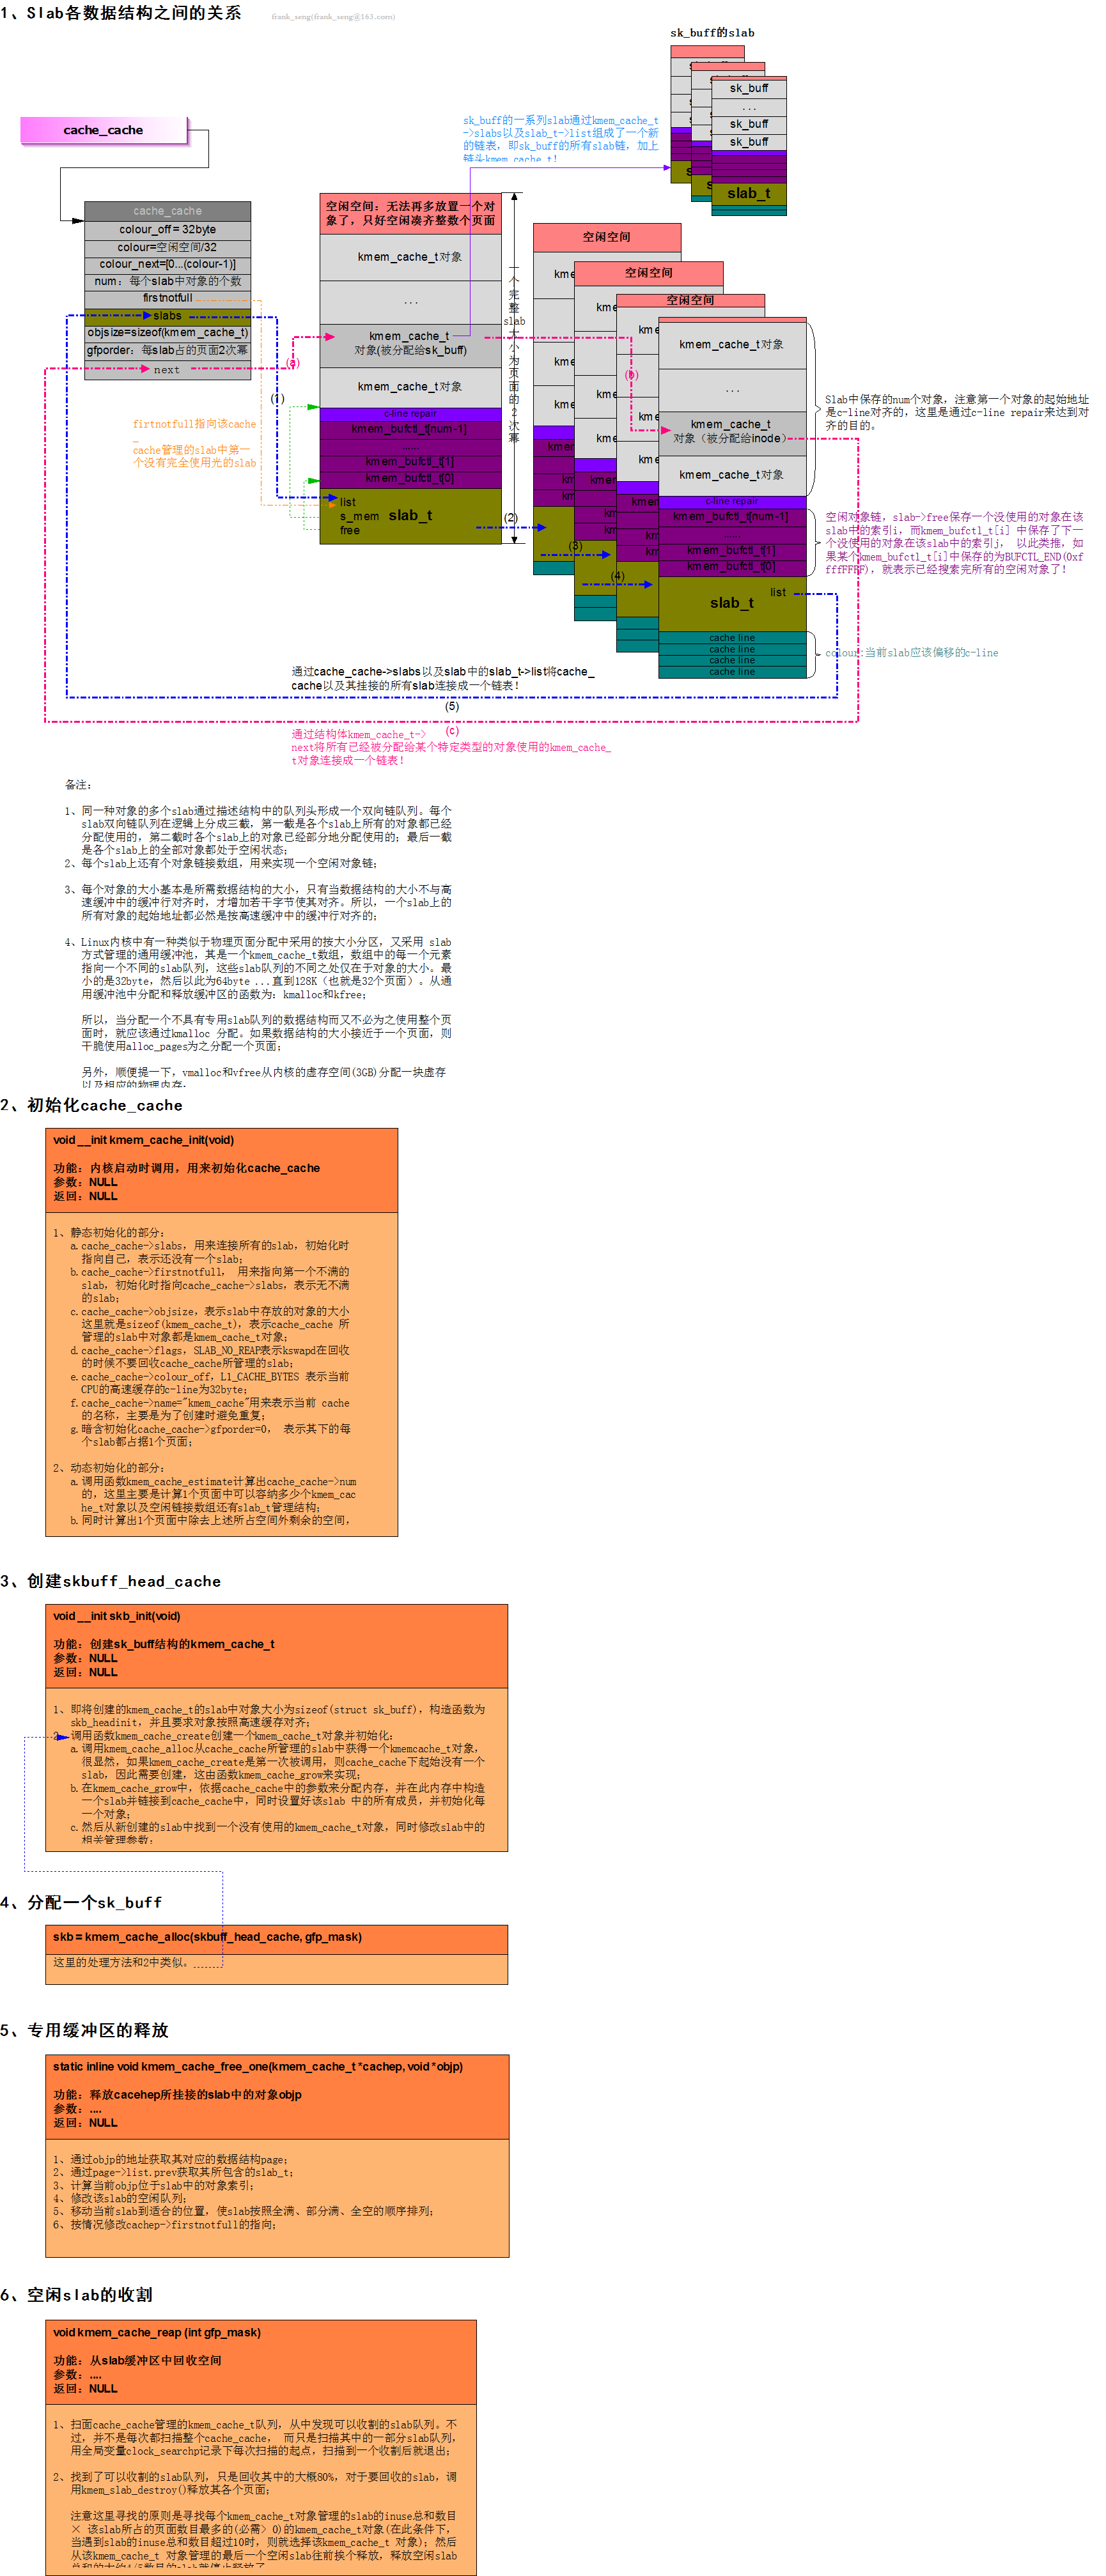 1、Slab各数据结构之间的关系
frank_seng(frank_seng@163.com)
sk_buff的slab
sk_buff
...
sk_buff
sk_buff
slab_t
sk_buff的一系列slab通过kmem_cache_t
->slabs以及slab_t->list组成了一个新
的链表，即sk_buff的所有slab链，加上
链头kmem_cache_t！
cache_cache
cache_cache
colour_off = 32byte
colour=空闲空间/32
colour_next=[0...(colour-1)]
num：每个slab中对象的个数
firstnotfull
slabs
objsize=sizeof(kmem_cache_t)
gfporder：每slab占的页面2次幂
next
空闲空间：无法再多放置一个对
象了，只好空闲凑齐整数个页面
kmem_cache_t对象
...
kmem_cache_t
对象(被分配给sk_buff)
kmem_cache_t对象
c-line repair
kmem_bufctl_t[num-1]
......
kmem_bufctl_t[1]
kmem_bufctl_t[0]
list
s_mem
free
slab_t
一个完整slab大小为页面的2次幂
空闲空间
空闲空间
空闲空间
kmem_cache_t对象
...
kmem_cache_t
对象（被分配给inode）
kmem_cache_t对象
c-line repair
kmem_bufctl_t[num-1]
......
kmem_bufctl_t[1]
kmem_bufctl_t[0]
list
slab_t
cache line
cache line
cache line
cache line
(a)
(b)
(c)
(1)
(2)
(3)
(4)
(5)
firtnotfull指向该cache
_
cache管理的slab中第一
个没有完全使用光的slab
Slab中保存的num个对象，注意第一个对象的起始地址
是c-line对齐的，这里是通过c-line repair来达到对
齐的目的。
空闲对象链，slab->free保存一个没使用的对象在该
slab中的索引i，而kmem_bufctl_t[i] 中保存了下一
个没使用的对象在该slab中的索引j， 以此类推，如
果某个kmem_bufctl_t[i]中保存的为BUFCTL_END(0xf
ffffFFFF)，就表示已经搜索完所有的空闲对象了！
colour:当前slab应该偏移的c-line
通过cache_cache->slabs以及slab中的slab_t->list将cache_
cache以及其挂接的所有slab连接成一个链表！
通过结构体kmem_cache_t->
next将所有已经被分配给某个特定类型的对象使用的kmem_cache_
t对象连接成一个链表！
备注：
1、同一种对象的多个slab通过描述结构中的队列头形成一个双向链队列。每个
slab双向链队列在逻辑上分成三截，第一截是各个slab上所有的对象都已经
分配使用的，第二截时各个slab上的对象已经部分地分配使用的；最后一截
是各个slab上的全部对象都处于空闲状态；
2、每个slab上还有个对象链接数组，用来实现一个空闲对象链；
3、每个对象的大小基本是所需数据结构的大小，只有当数据结构的大小不与高
速缓冲中的缓冲行对齐时，才增加若干字节使其对齐。所以，一个slab上的
所有对象的起始地址都必然是按高速缓冲中的缓冲行对齐的；
4、Linux内核中有一种类似于物理页面分配中采用的按大小分区，又采用 slab
方式管理的通用缓冲池，其是一个kmem_cache_t数组，数组中的每一个元素
指向一个不同的slab队列，这些slab队列的不同之处仅在于对象的大小。最
小的是32byte，然后以此为64byte ...直到128K（也就是32个页面）。从通
用缓冲池中分配和释放缓冲区的函数为：kmalloc和kfree；
所以，当分配一个不具有专用slab队列的数据结构而又不必为之使用整个页
面时，就应该通过kmalloc 分配。如果数据结构的大小接近于一个页面，则
干脆使用alloc_pages为之分配一个页面；
另外，顺便提一下，vmalloc和vfree从内核的虚存空间(3GB)分配一块虚存
以及相应的物理内存；
2、初始化cache_cache
void __init kmem_cache_init(void)
功能：内核启动时调用，用来初始化cache_cache
参数：NULL
返回：NULL
1、静态初始化的部分：
a.cache_cache->slabs，用来连接所有的slab，初始化时
指向自己，表示还没有一个slab；
b.cache_cache->firstnotfull， 用来指向第一个不满的
slab，初始化时指向cache_cache->slabs，表示无不满
的slab；
c.cache_cache->objsize，表示slab中存放的对象的大小
这里就是sizeof(kmem_cache_t)，表示cache_cache 所
管理的slab中对象都是kmem_cache_t对象；
d.cache_cache->flags，SLAB_NO_REAP表示kswapd在回收
的时候不要回收cache_cache所管理的slab；
e.cache_cache->colour_off，L1_CACHE_BYTES 表示当前
CPU的高速缓存的c-line为32byte；
f.cache_cache->name="kmem_cache"用来表示当前 cache
的名称，主要是为了创建时避免重复；
g.暗含初始化cache_cache->gfporder=0， 表示其下的每
个slab都占据1个页面；
2、动态初始化的部分：
a.调用函数kmem_cache_estimate计算出cache_cache->num
的，这里主要是计算1个页面中可以容纳多少个kmem_cac
he_t对象以及空闲链接数组还有slab_t管理结构；
b.同时计算出1个页面中除去上述所占空间外剩余的空间，
3、创建skbuff_head_cache
void __init skb_init(void)
功能：创建sk_buff结构的kmem_cache_t
参数：NULL
返回：NULL
1、即将创建的kmem_cache_t的slab中对象大小为sizeof(struct sk_buff)，构造函数为
skb_headinit，并且要求对象按照高速缓存对齐；
2、调用函数kmem_cache_create创建一个kmem_cache_t对象并初始化：
a.调用kmem_cache_alloc从cache_cache所管理的slab中获得一个kmemcache_t对象，
很显然，如果kmem_cache_create是第一次被调用，则cache_cache下起始没有一个
slab，因此需要创建，这由函数kmem_cache_grow来实现；
b.在kmem_cache_grow中，依据cache_cache中的参数来分配内存，并在此内存中构造
一个slab并链接到cache_cache中，同时设置好该slab 中的所有成员，并初始化每
一个对象；
c.然后从新创建的slab中找到一个没有使用的kmem_cache_t对象，同时修改slab中的
相关管理参数；
4、分配一个sk_buff
skb = kmem_cache_alloc(skbuff_head_cache, gfp_mask)
这里的处理方法和2中类似。
5、专用缓冲区的释放
static inline void kmem_cache_free_one(kmem_cache_t *cachep, void *objp)
功能：释放cacehep所挂接的slab中的对象objp
参数：....
返回：NULL
1、通过objp的地址获取其对应的数据结构page；
2、通过page->list.prev获取其所包含的slab_t；
3、计算当前objp位于slab中的对象索引；
4、修改该slab的空闲队列；
5、移动当前slab到适合的位置，使slab按照全满、部分满、全空的顺序排列；
6、按情况修改cachep->firstnotfull的指向；
6、空闲slab的收割
void kmem_cache_reap (int gfp_mask)
功能：从slab缓冲区中回收空间
参数：....
返回：NULL
1、扫面cache_cache管理的kmem_cache_t队列，从中发现可以收割的slab队列。不
过，并不是每次都扫描整个cache_cache， 而只是扫描其中的一部分slab队列，
用全局变量clock_searchp记录下每次扫描的起点，扫描到一个收割后就退出；
2、找到了可以收割的slab队列，只是回收其中的大概80%，对于要回收的slab，调
用kmem_slab_destroy()释放其各个页面；
注意这里寻找的原则是寻找每个kmem_cache_t对象管理的slab的inuse总和数目
× 该slab所占的页面数目最多的(必需> 0)的kmem_cache_t对象(在此条件下，
当遇到slab的inuse总和数目超过10时，则就选择该kmem_cache_t 对象)；然后
从该kmem_cache_t 对象管理的最后一个空闲slab往前挨个释放，释放空闲slab
总和的大约4/5数目的slab就停止释放了